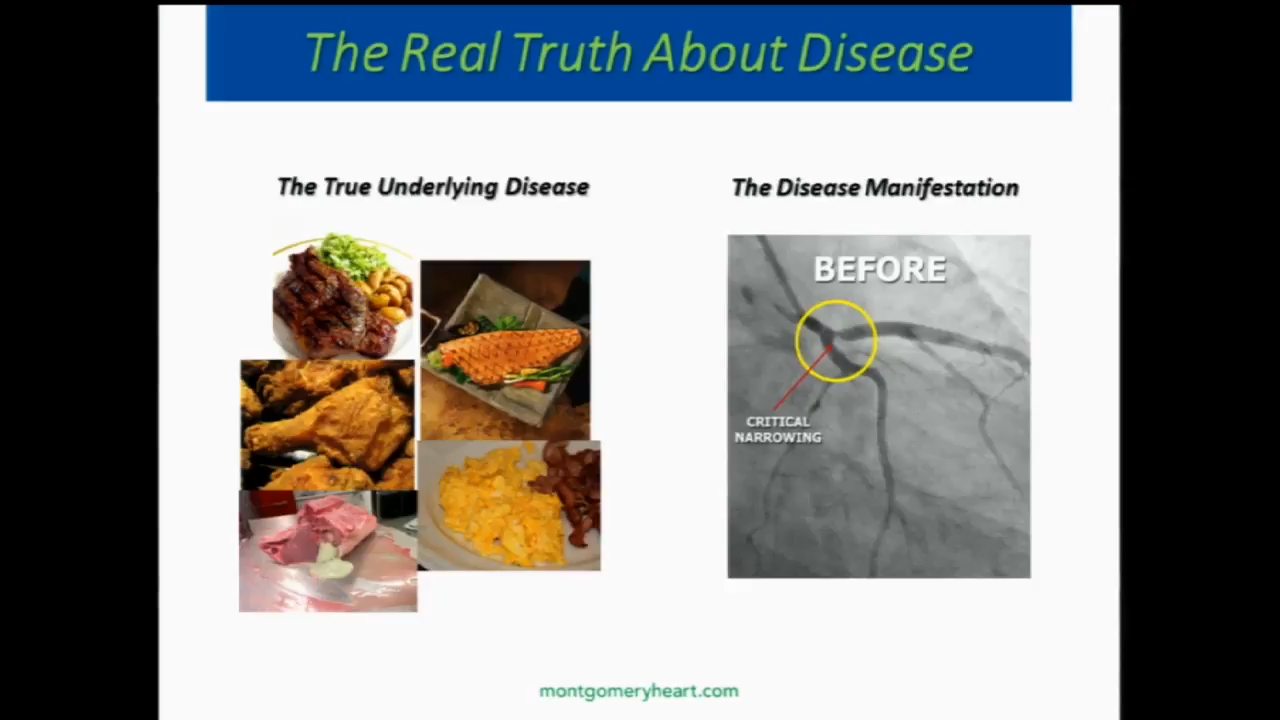 The Real Truth About Disease
The True Underlying Disease
The Disease Manifestation
BEFORE
CRITICAL
NARROWING
montgomeryheart.com